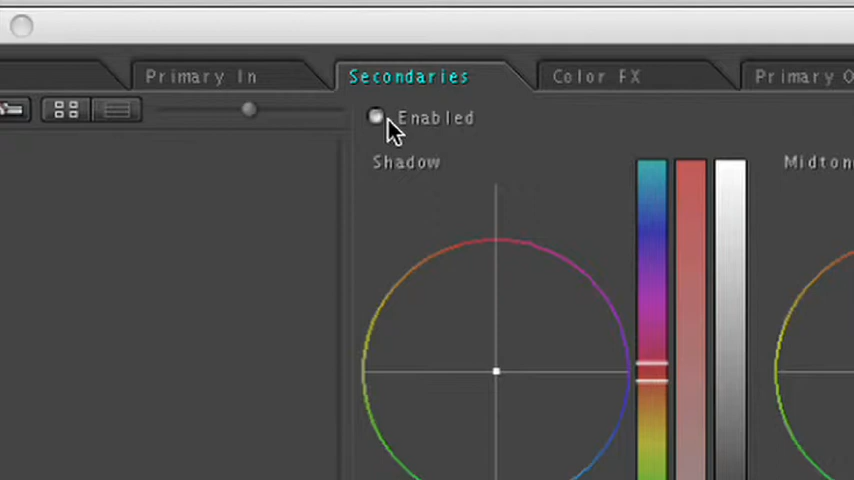 Primary In
Secondaries
Color FX
Primary O
Enabled
Shadow
Midton